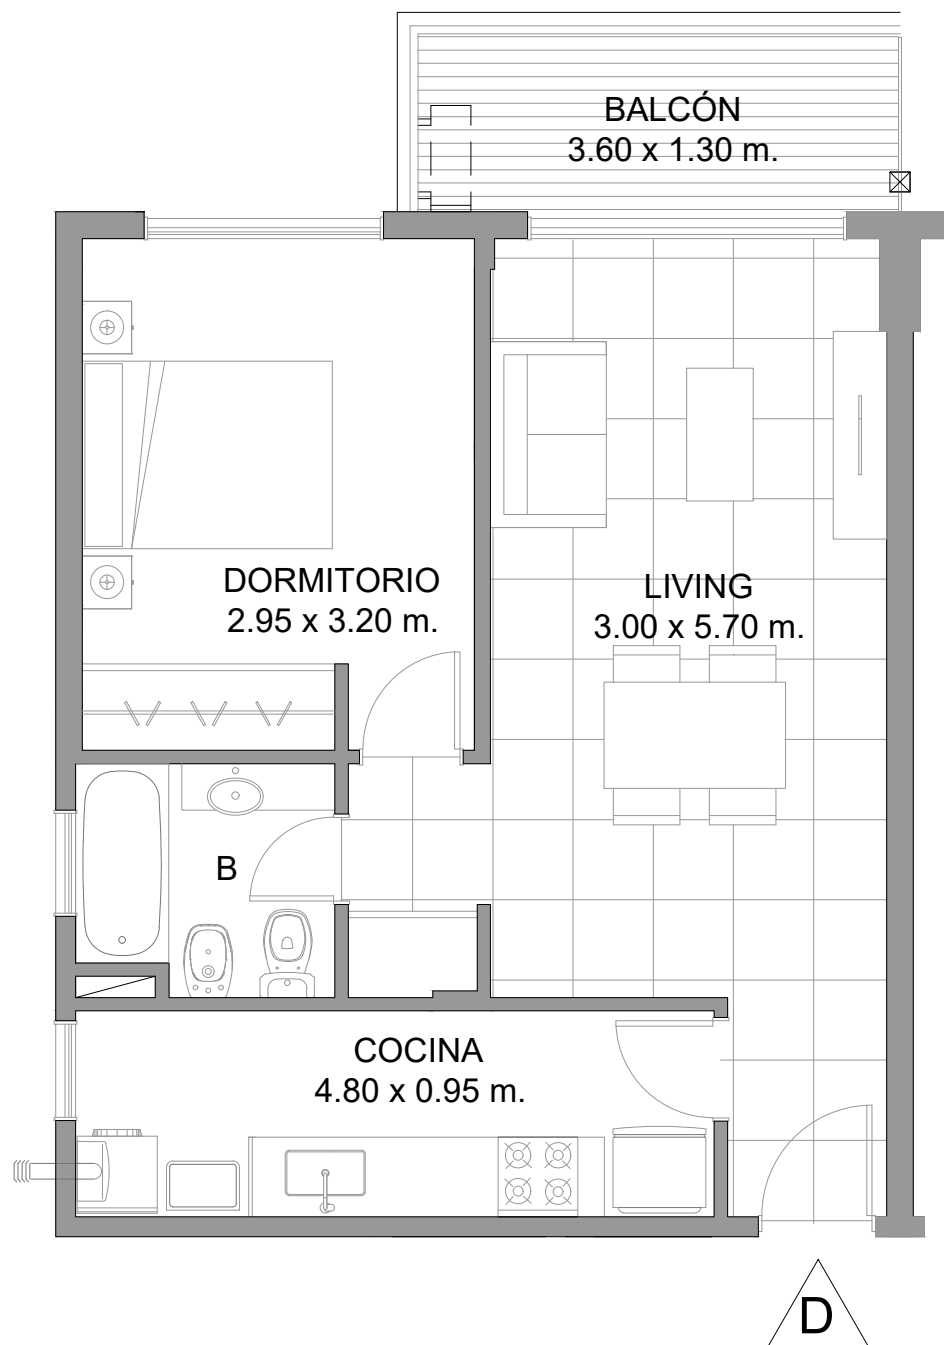 BALCÓN
3.60 x 1.30 m.
DORMITORIO
2.95 x 3.20 m.
LIVING
3.00 x 5.70 m.
B
COCINA
4.80 x 0.95 m.
D